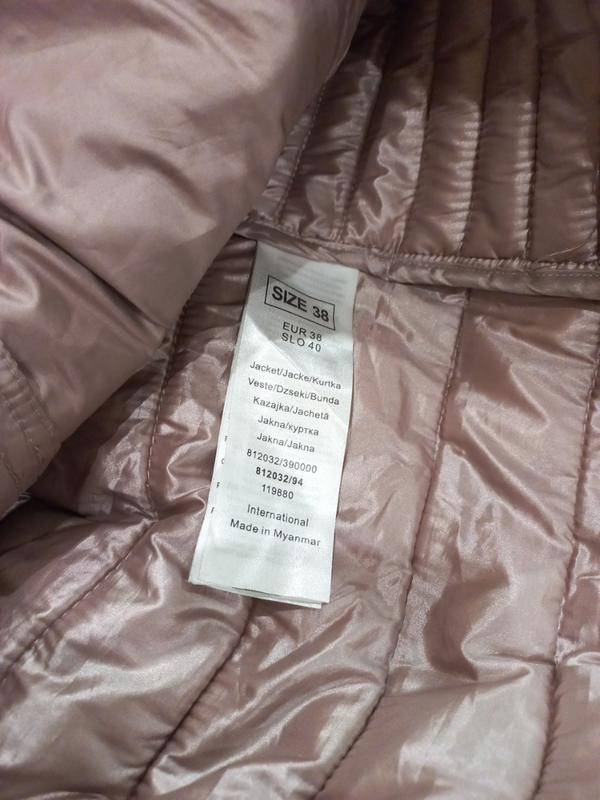 SIZE 38
EUR 38
SLO 40
Jacket/Jacke/Kurtka
Veste/Dzseki/Bunda
Kazajka/Jachetă
Jakna/куртка
Jakna/Jakna
812032/390000
812032/94
119880
International
Made in Myanmar